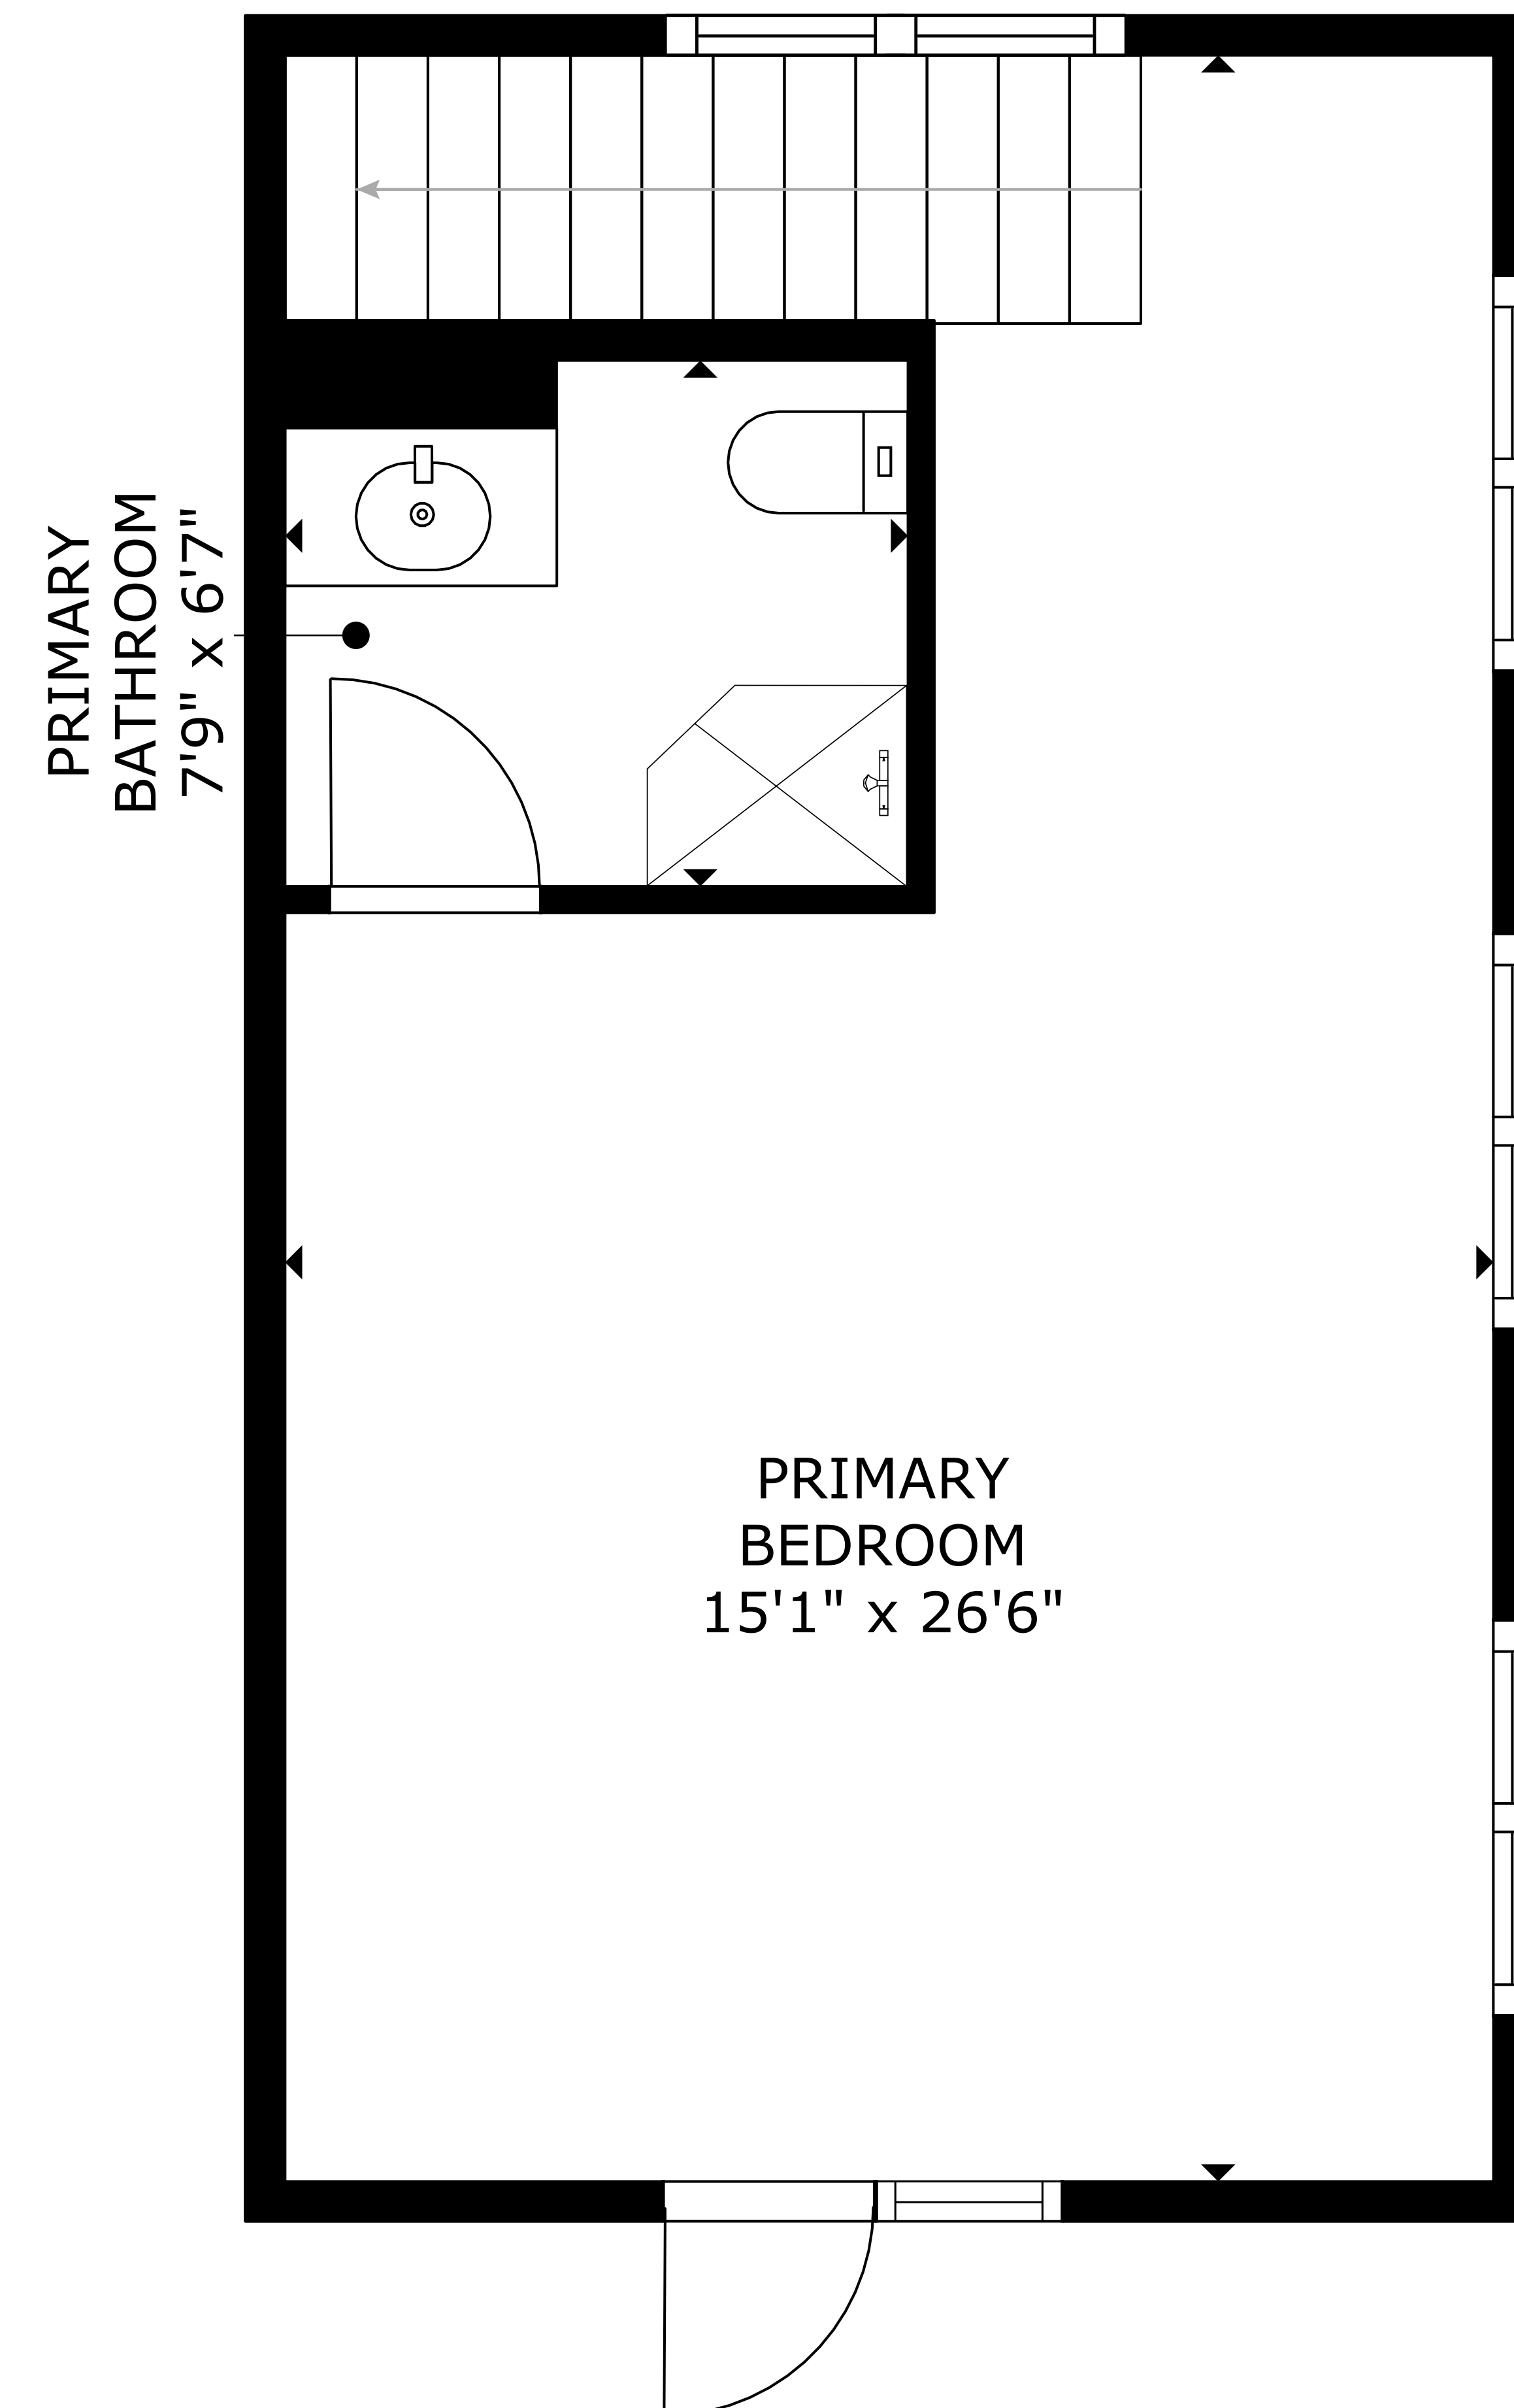 PRIMARY
BATHROOM
7'9" x 6'7"
PRIMARY
BEDROOM
15'1" x 26'6"